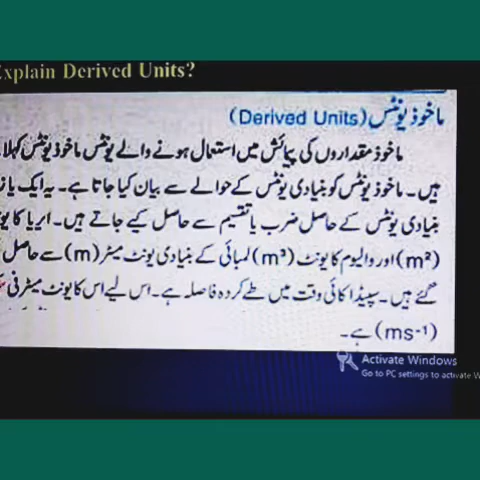 Explain Derived Units?
ماخوذ یونٹس (Derived Units)
ماخوذ مقداروں کی پیمائش میں استعمال ہونے والے یونٹس ماخوذ یونٹس
ہیں۔ ماخوذ یونٹس کو بنیادی یونٹس کے حوالے سے بیان کیا جاتا ہے۔ یہ ایک یا
بنیادی یونٹس کے حاصل ضرب یا تقسیم سے حاصل کیے جاتے ہیں۔ ایریا کا
(m²) اور والیوم کا یونٹ (m³) لمبائی کے بنیادی یونٹ میٹر (m) سے حاصل
گئے ہیں۔ سپیڈ اکائی وقت میں طے کردہ فاصلہ ہے۔ اس لیے اس کا یونٹ میٹر فی
(ms⁻¹) ہے۔
Activate Windows
Go to PC settings to activate W